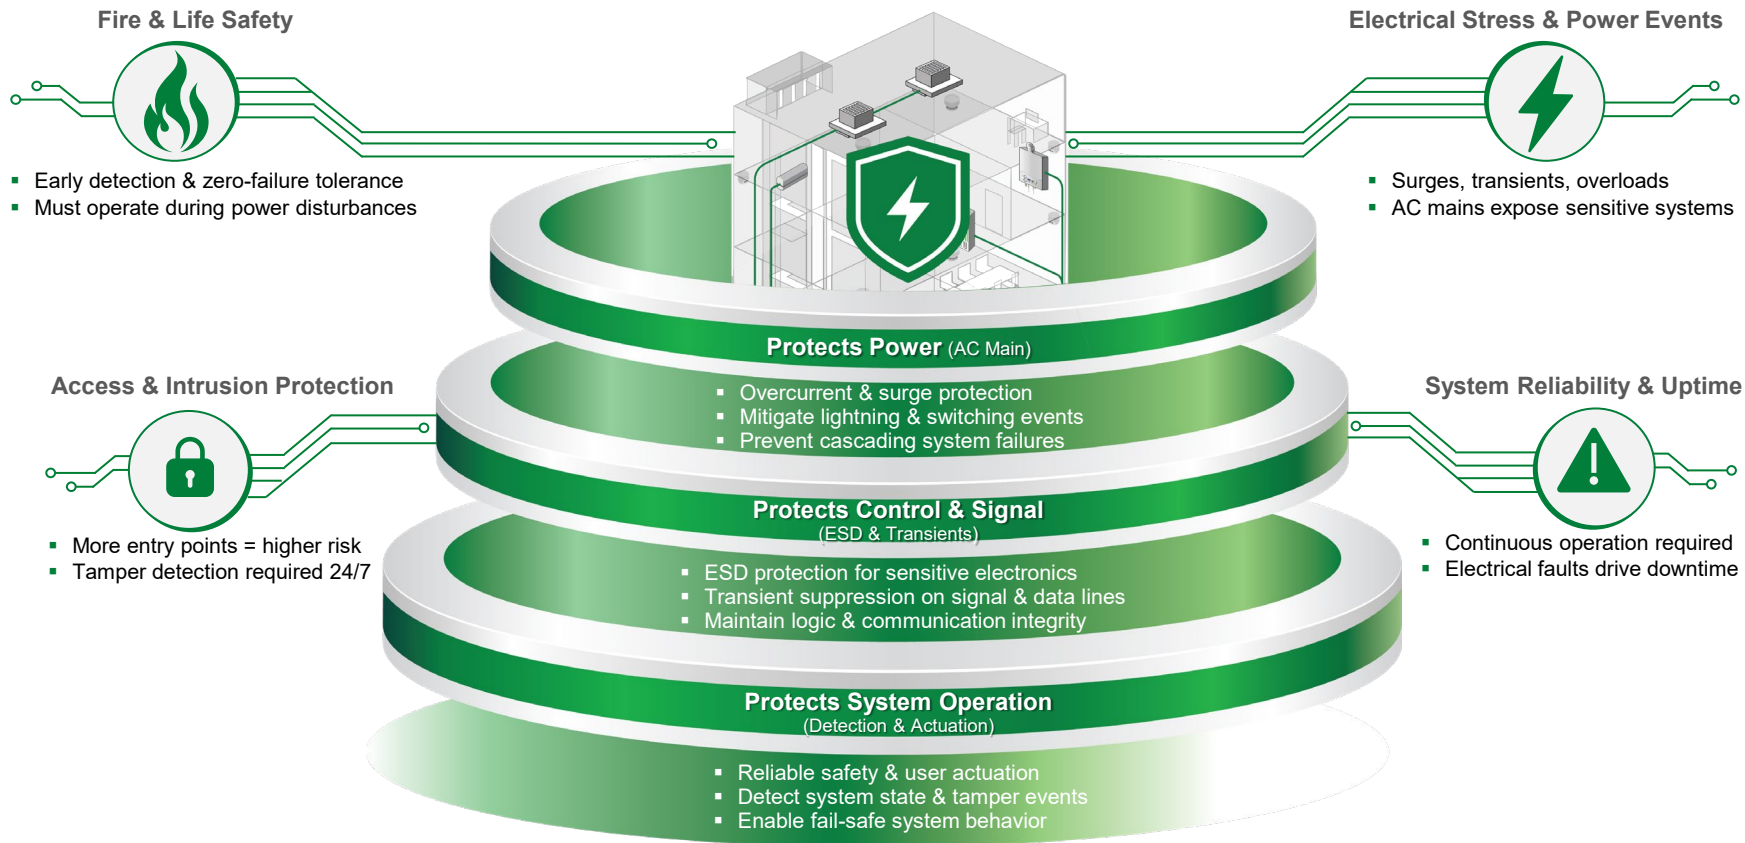 Fire & Life Safety
▪ Early detection & zero-failure tolerance
▪ Must operate during power disturbances
Electrical Stress & Power Events
▪ Surges, transients, overloads
▪ AC mains expose sensitive systems
Protects Power (AC Main)
▪ Overcurrent & surge protection
▪ Mitigate lightning & switching events
▪ Prevent cascading system failures
Access & Intrusion Protection
▪ More entry points = higher risk
▪ Tamper detection required 24/7
System Reliability & Uptime
▪ Continuous operation required
▪ Electrical faults drive downtime
Protects Control & Signal
(ESD & Transients)
▪ ESD protection for sensitive electronics
▪ Transient suppression on signal & data lines
▪ Maintain logic & communication integrity
Protects System Operation
(Detection & Actuation)
▪ Reliable safety & user actuation
▪ Detect system state & tamper events
▪ Enable fail-safe system behavior